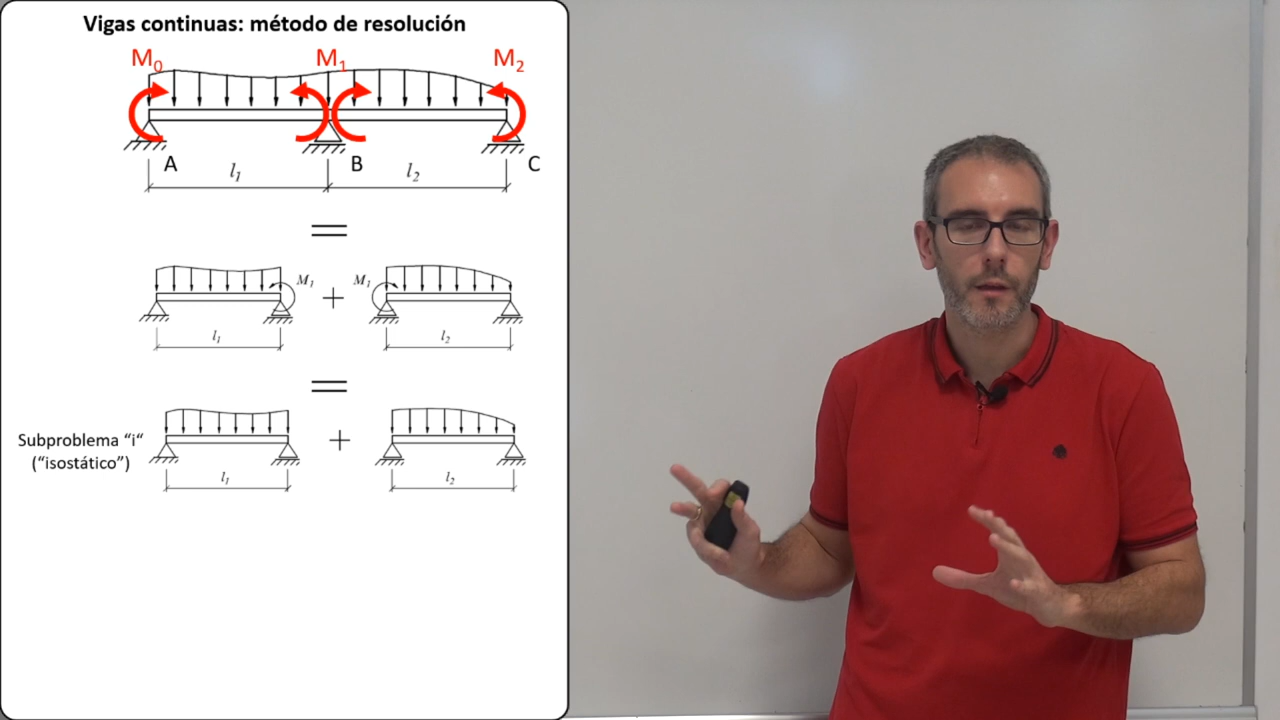 Vigas continuas: método de resolución
M₀ M₁ M₂
A B C
l₁ l₂
M₁ + M₁
l₁ l₂
Subproblema “i“
(“isostático”)
+
l₁ l₂